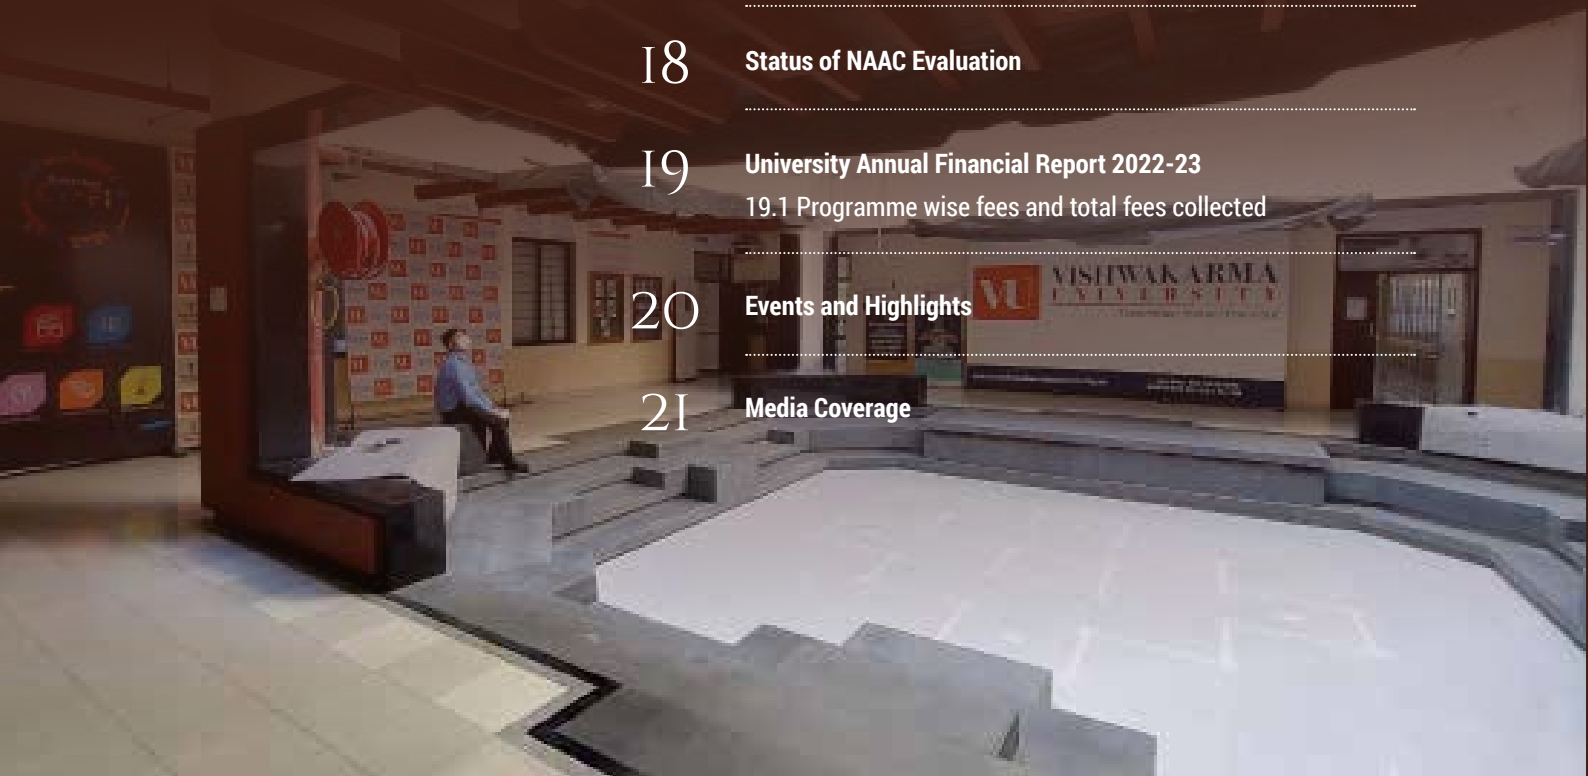 18 Status of NAAC Evaluation
19 University Annual Financial Report 2022-23
19.1 Programme wise fees and total fees collected
20 Events and Highlights
VU VISHWAKARMA
UNIVERSITY
21 Media Coverage